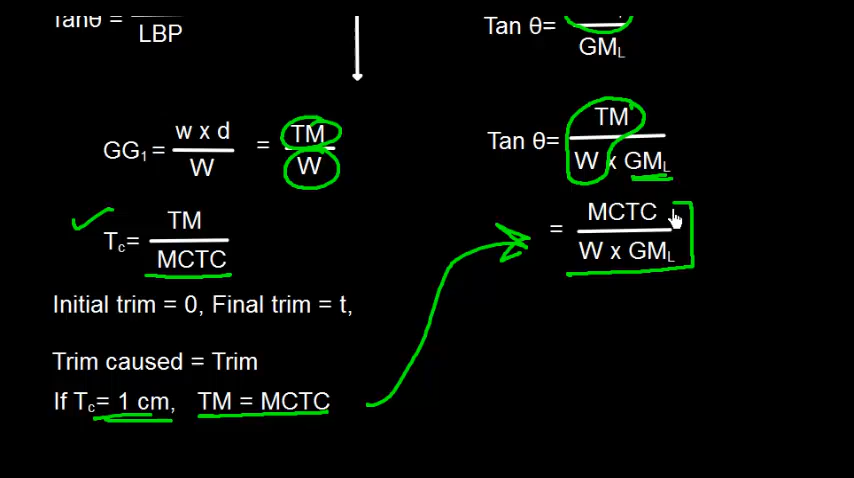 Tanθ = ——— LBP
Tan θ= ——— GML
GG1 = w x d / W = TM / W
Tan θ= TM / W x GML
Tc= TM / MCTC
= MCTC / W x GML
Initial trim = 0, Final trim = t,
Trim caused = Trim
If Tc= 1 cm, TM = MCTC